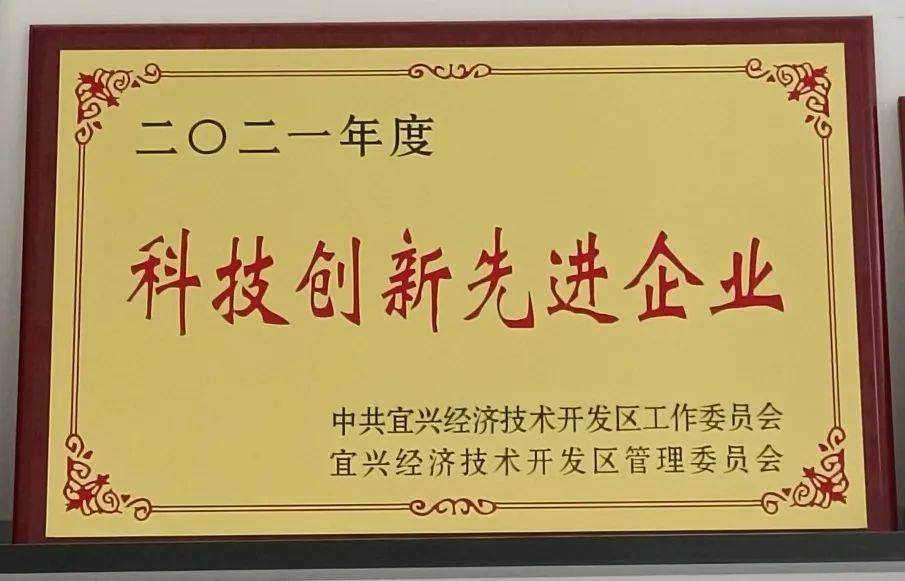 二〇二一年度
科技创新先进企业
中共宜兴经济技术开发区工作委员会
宜兴经济技术开发区管理委员会